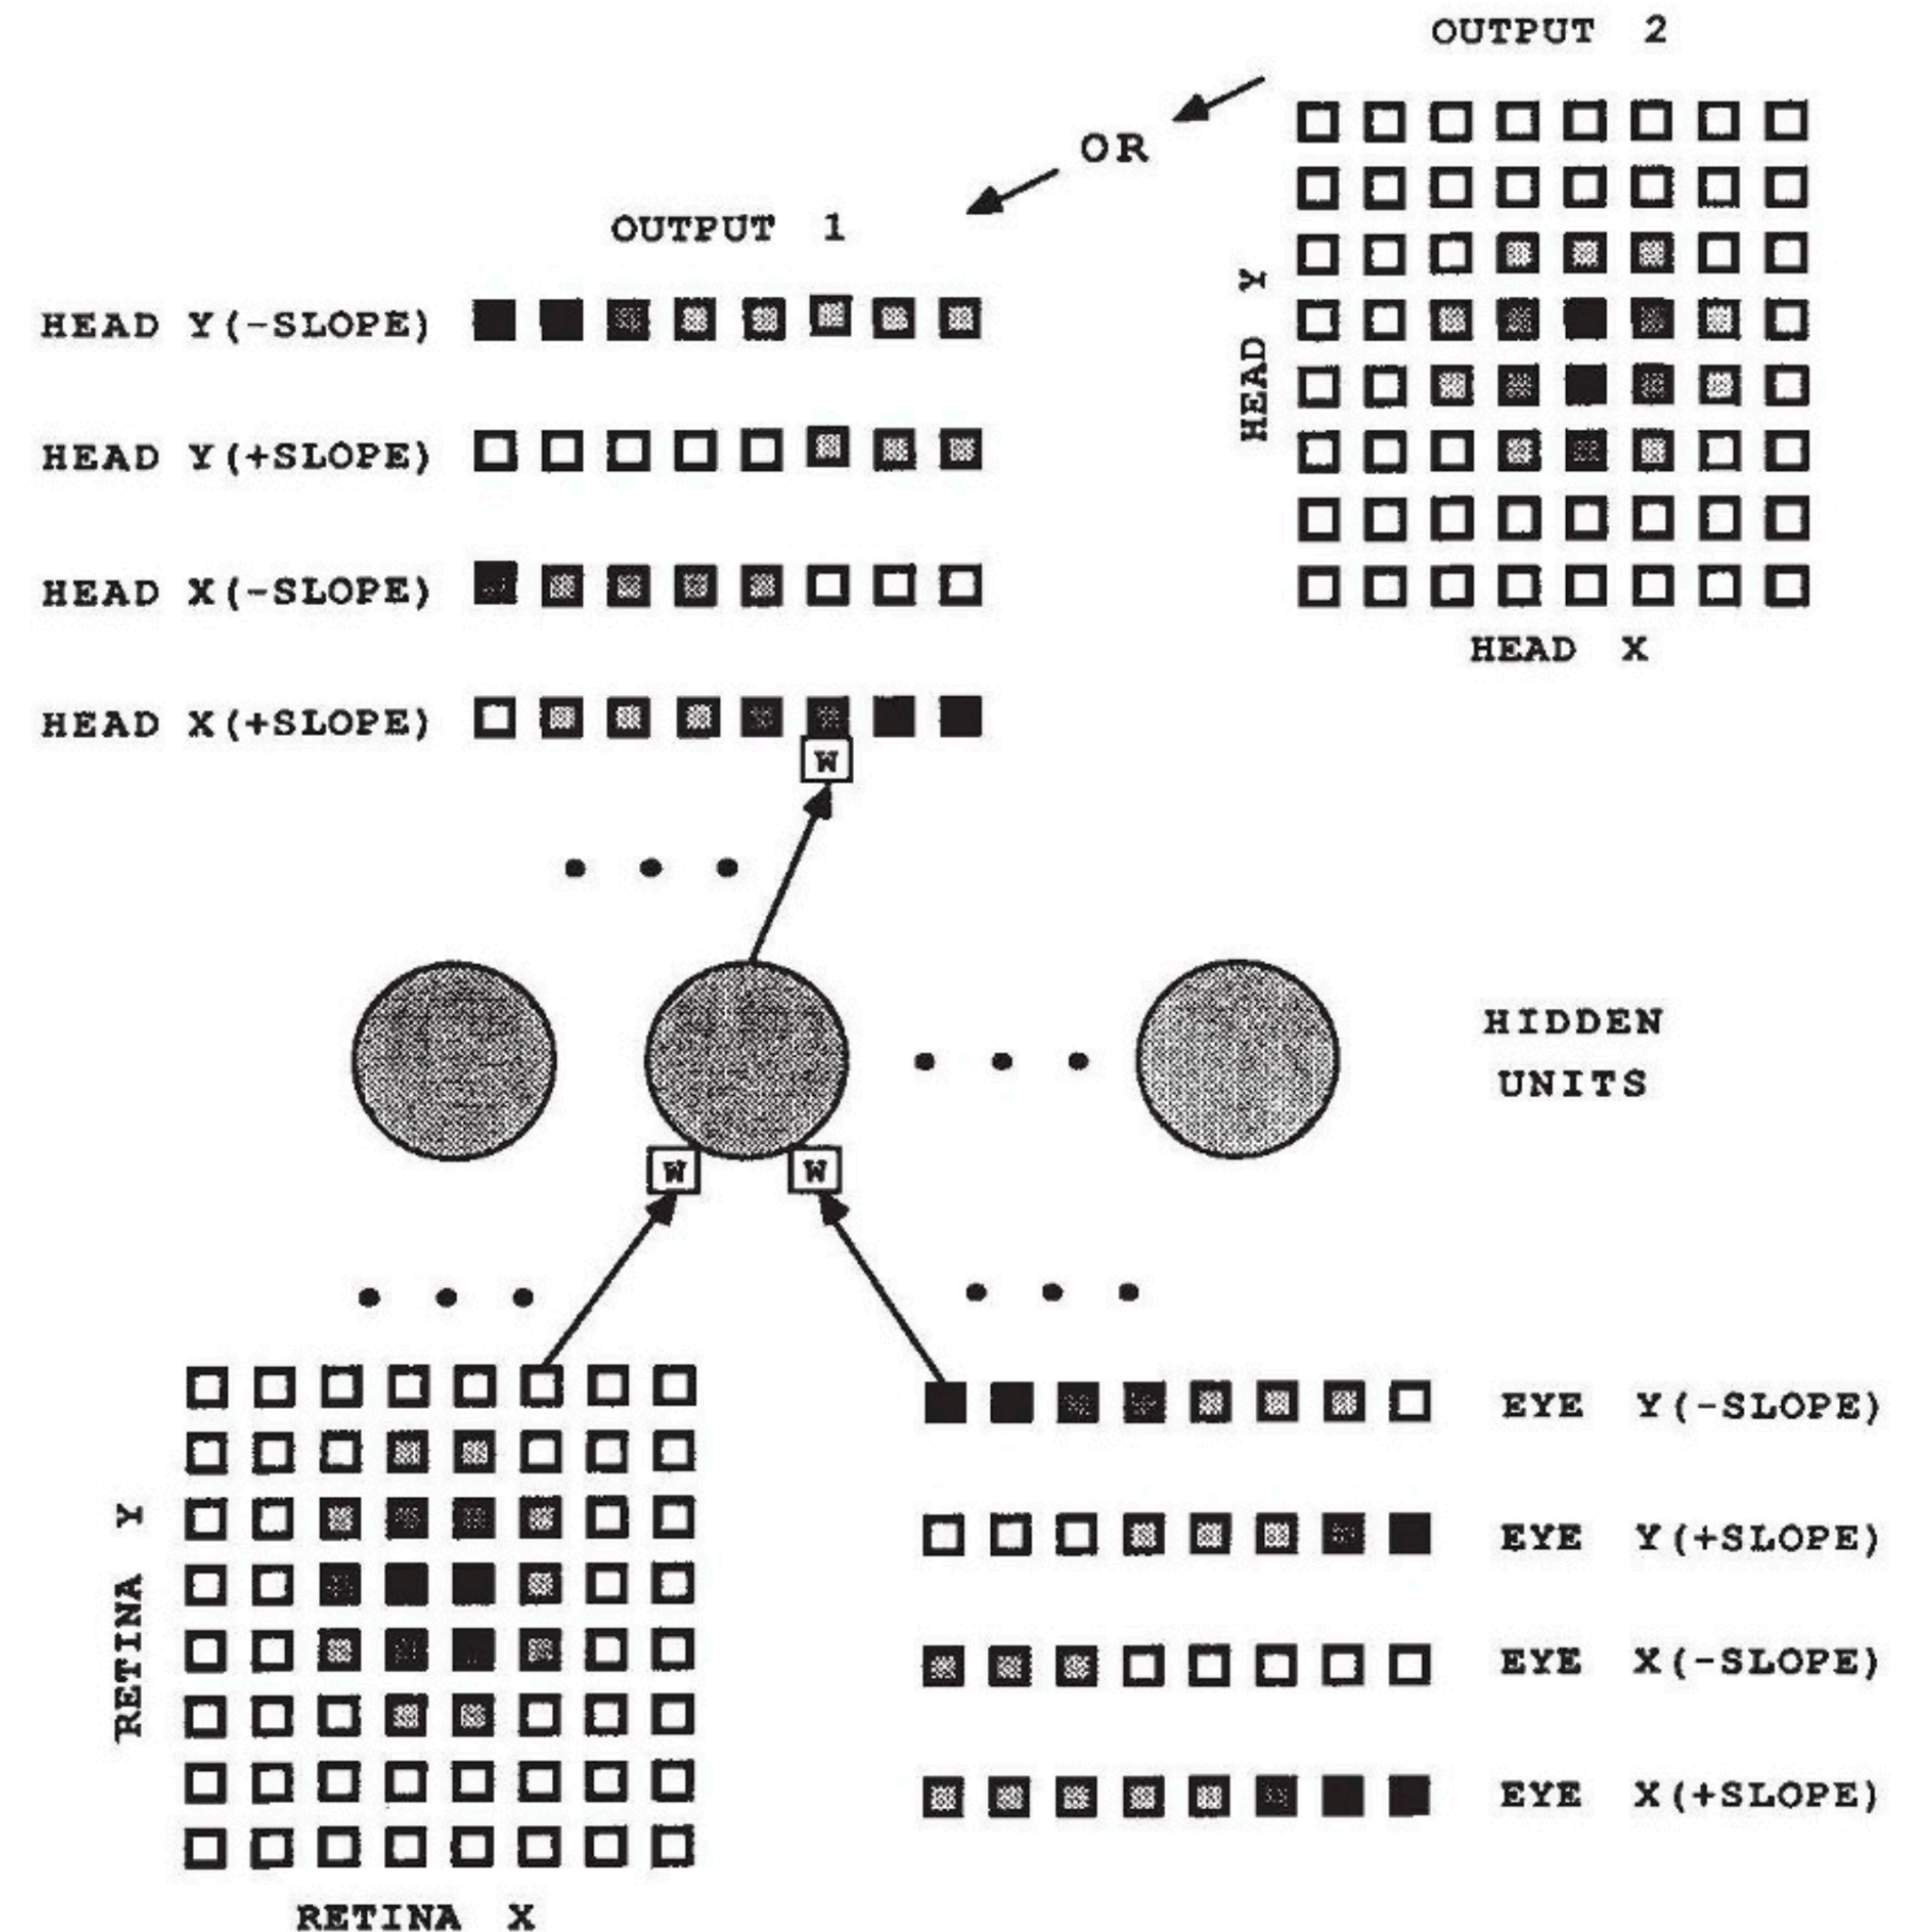 OUTPUT 2
OR
OUTPUT 1
HEAD Y(-SLOPE)
HEAD Y
HEAD Y(+SLOPE)
HEAD X(-SLOPE)
HEAD X
HEAD X(+SLOPE)
W
HIDDEN
UNITS
W W
EYE Y(-SLOPE)
RETINA Y
EYE Y(+SLOPE)
EYE X(-SLOPE)
EYE X(+SLOPE)
RETINA X